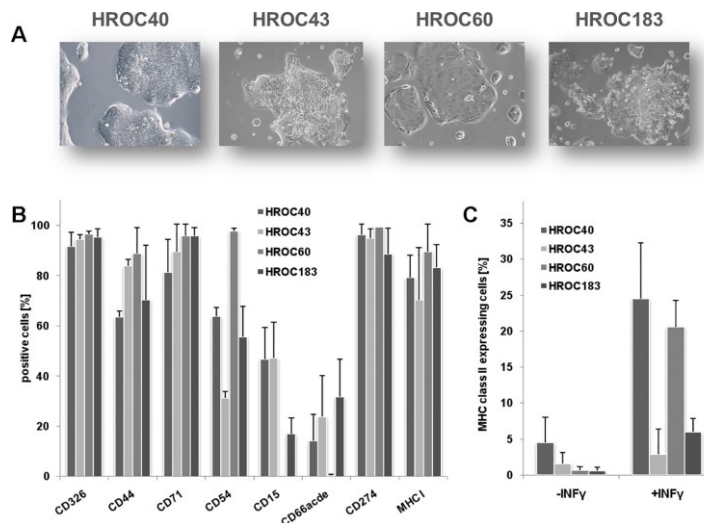 HROC40 HROC43 HROC60 HROC183
A
B
positive cells [%]
100
80
60
40
20
0
HROC40
HROC43
HROC60
HROC183
CD326 CD44 CD71 CD54 CD15 CD66acde CD274 MHC I
C
MHC class II expressing cells [%]
35
30
25
20
15
10
5
0
HROC40
HROC43
HROC60
HROC183
-INFγ +INFγ